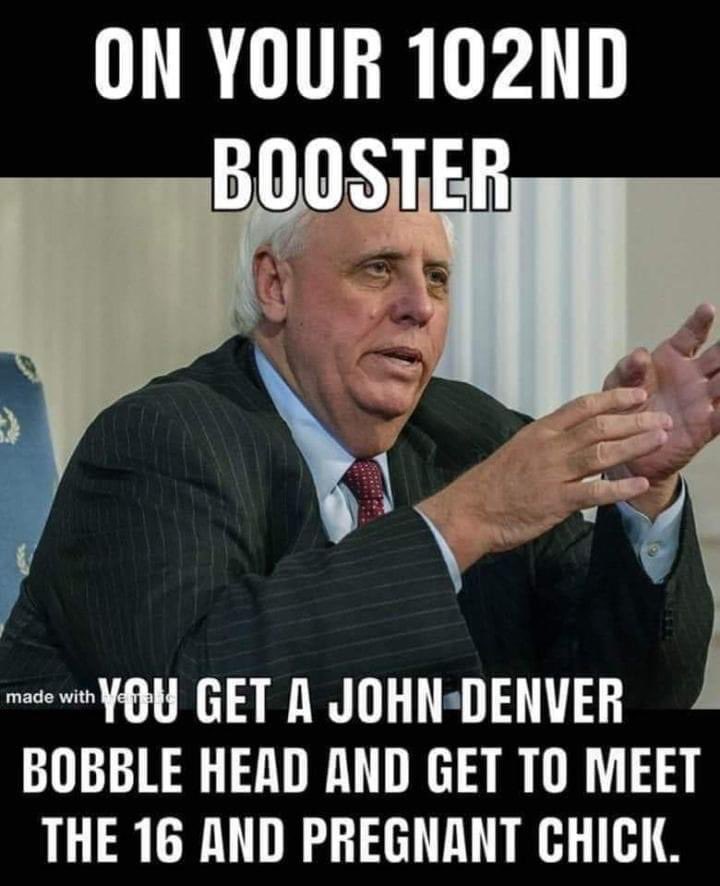 ON YOUR 102ND
BOOSTER
made with
YOU GET A JOHN DENVER
BOBBLE HEAD AND GET TO MEET
THE 16 AND PREGNANT CHICK.